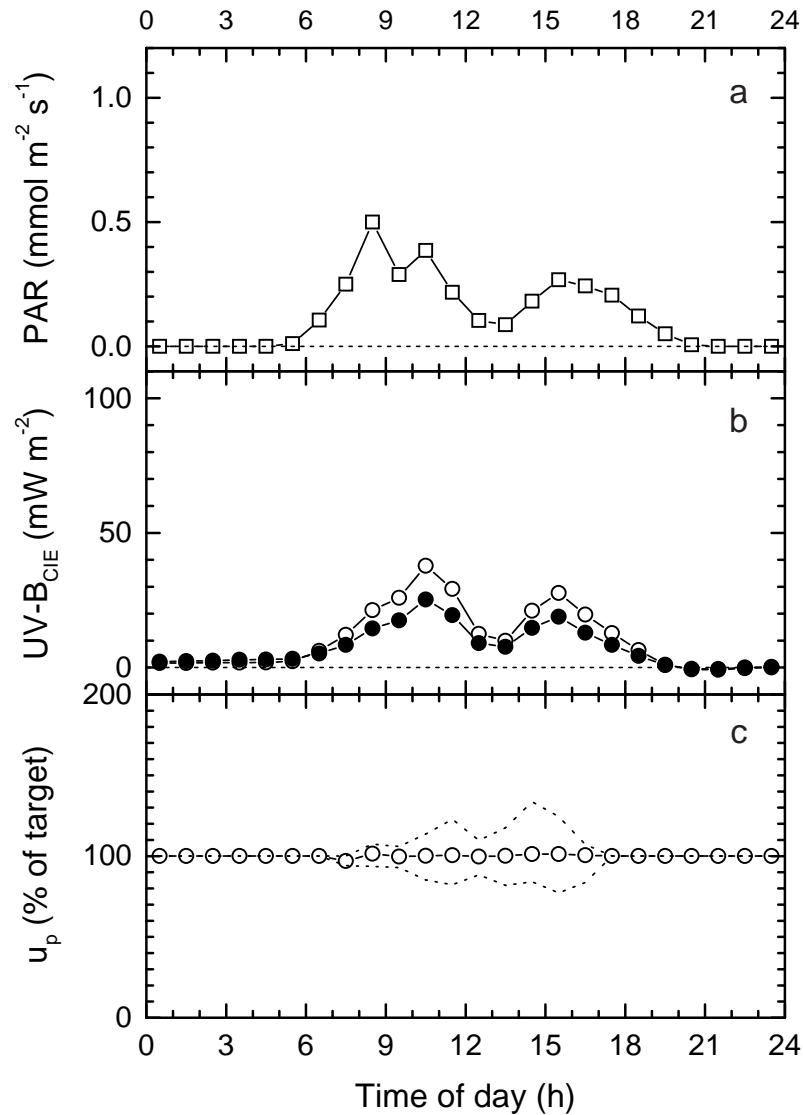 0 3 6 9 12 15 18 21 24
a
PAR (mmol m⁻² s⁻¹)
1.0
0.5
0.0
b
UV-B_CIE (mW m⁻²)
100
50
0
c
u_p (% of target)
200
100
0
0 3 6 9 12 15 18 21 24
Time of day (h)